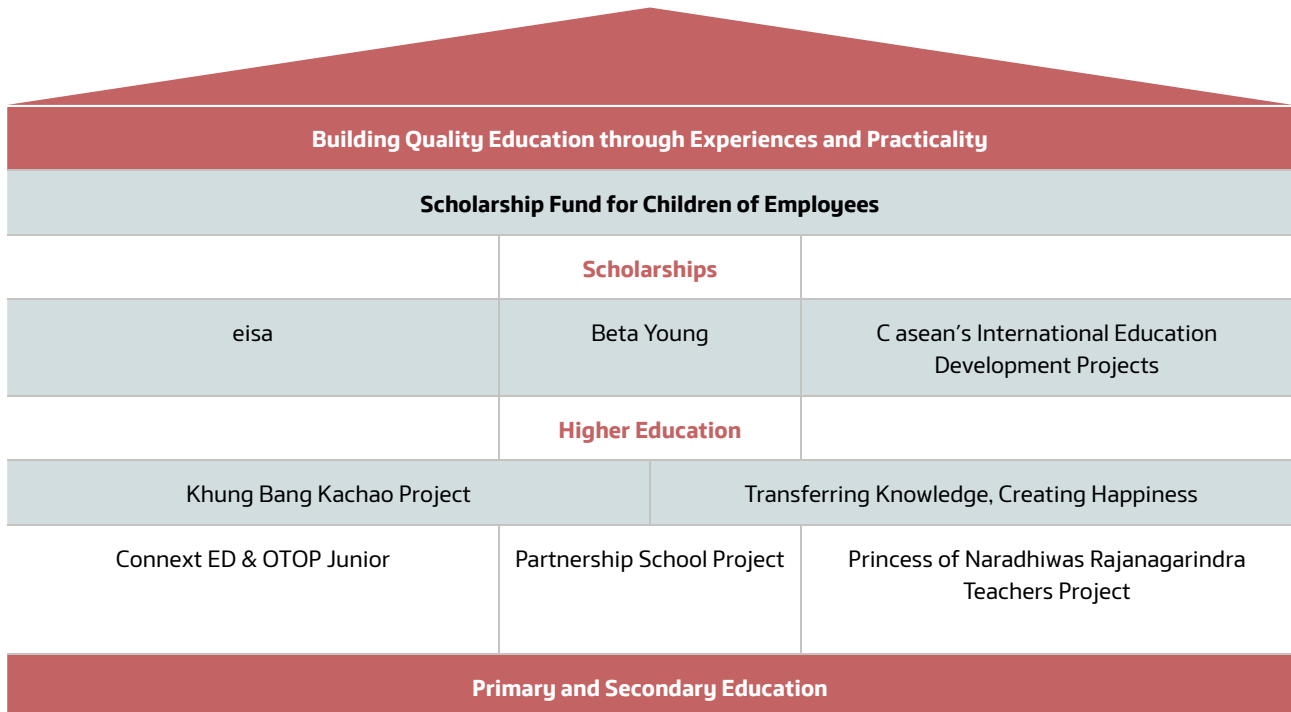 Building Quality Education through Experiences and Practicality
Scholarship Fund for Children of Employees
Scholarships
eisa
Beta Young
C asean's International Education
Development Projects
Higher Education
Khung Bang Kachao Project
Transferring Knowledge, Creating Happiness
Connext ED & OTOP Junior
Partnership School Project
Princess of Naradhiwas Rajanagarindra
Teachers Project
Primary and Secondary Education